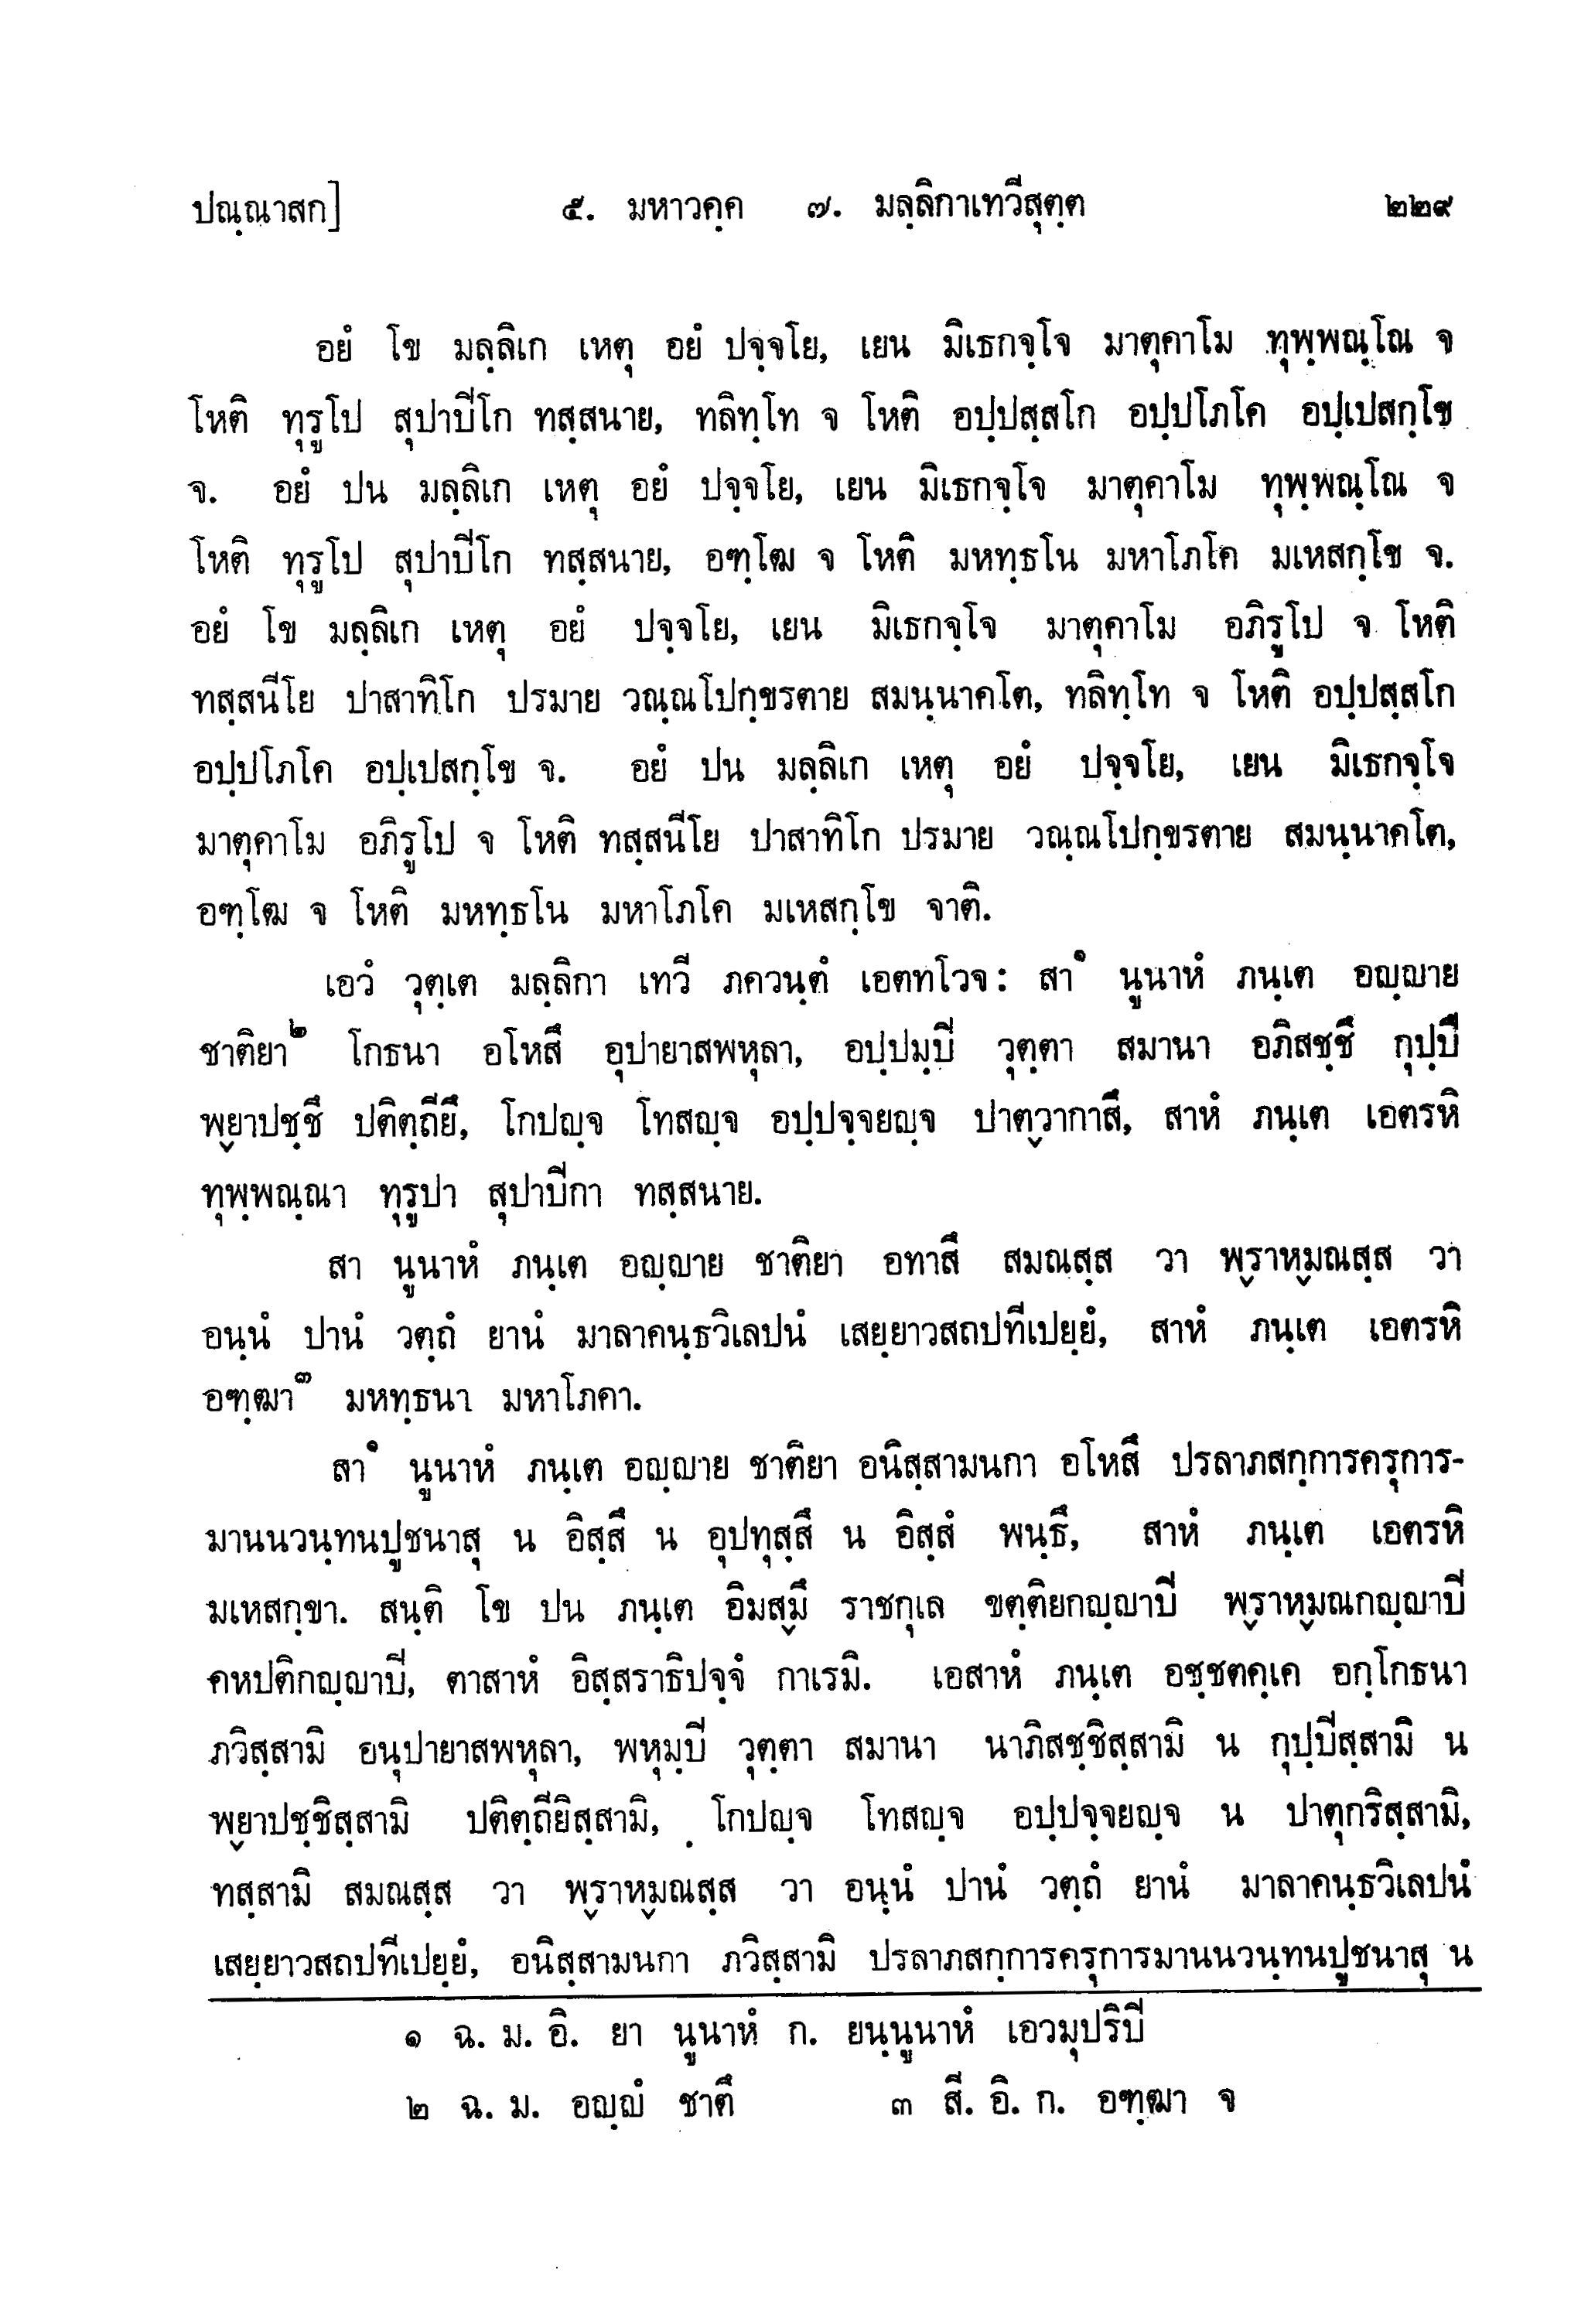 ปณฺณาสก]	๕. มหาวคฺค ๗. มลฺลิกาเทวีสุตฺต	๒๒๙
อยํ โข มลฺลิเก เหตุ อยํ ปจฺจโย, เยน มิเธกจฺโจ มาตุคาโม ทุพฺพณฺโณ จ
โหติ ทุรูโป สุปาปิโก ทสฺสนาย, ทลิทฺโท จ โหติ อปฺปสฺสโก อปฺปโภโค อปฺเปสกฺโข
จ. อยํ ปน มลฺลิเก เหตุ อยํ ปจฺจโย, เยน มิเธกจฺโจ มาตุคาโม ทุพฺพณฺโณ จ
โหติ ทุรูโป สุปาปิโก ทสฺสนาย, อฑฺโฒ จ โหติ มหทฺธโน มหาโภโค มเหสกฺโข จ.
อยํ โข มลฺลิเก เหตุ อยํ ปจฺจโย, เยน มิเธกจฺโจ มาตุคาโม อภิรูโป จ โหติ
ทสฺสนีโย ปาสาทิโก ปรมาย วณฺณโปกฺขรตาย สมนฺนาคโต, ทลิทฺโท จ โหติ อปฺปสฺสโก
อปฺปโภโค อปฺเปสกฺโข จ. อยํ ปน มลฺลิเก เหตุ อยํ ปจฺจโย, เยน มิเธกจฺโจ
มาตุคาโม อภิรูโป จ โหติ ทสฺสนีโย ปาสาทิโก ปรมาย วณฺณโปกฺขรตาย สมนฺนาคโต,
อฑฺโฒ จ โหติ มหทฺธโน มหาโภโค มเหสกฺโข จาติ.
เอวํ วุตฺเต มลฺลิกา เทวี ภควนฺตํ เอตทโวจ: สา๑ นูนาหํ ภนฺเต อญฺญาย
ชาติยา๒ โกธนา อโหสึ อุปายาสพหุลา, อปฺปมฺปิ วุตฺตา สมานา อภิสชฺชึ กุปฺปึ
พฺยาปชฺชึ ปติตฺถียึ, โกปญฺจ โทสญฺจ อปฺปจฺจยญฺจ ปาตฺวากาสึ, สาหํ ภนฺเต เอตรหิ
ทุพฺพณฺณา ทุรูปา สุปาปิกา ทสฺสนาย.
สา นูนาหํ ภนฺเต อญฺญาย ชาติยา อทาสึ สมณสฺส วา พฺราหฺมณสฺส วา
อนฺนํ ปานํ วตฺถํ ยานํ มาลาคนฺธวิเลปนํ เสยฺยาวสถปทีเปยฺยํ, สาหํ ภนฺเต เอตรหิ
อฑฺฒา๓ มหทฺธนา มหาโภคา.
สา๑ นูนาหํ ภนฺเต อญฺญาย ชาติยา อนิสฺสามนกา อโหสึ ปรลาภสกฺการครุการ-
มานนวนฺทนปูชนาสุ น อิสฺสึ น อุปทุสฺสึ น อิสฺสํ พนฺธึ, สาหํ ภนฺเต เอตรหิ
มเหสกฺขา. สนฺติ โข ปน ภนฺเต อิมสฺมึ ราชกุเล ขตฺติยกญฺญาปิ พฺราหฺมณกญฺญาปิ
คหปติกญฺญาปิ, ตาสาหํ อิสฺสราธิปจฺจํ กาเรมิ. เอสาหํ ภนฺเต อชฺชตคฺเค อกฺโกธนา
ภวิสฺสามิ อนุปายาสพหุลา, พหุมฺปิ วุตฺตา สมานา นาภิสชฺชิสฺสามิ น กุปฺปิสฺสามิ น
พฺยาปชฺชิสฺสามิ ปติตฺถียิสฺสามิ, โกปญฺจ โทสญฺจ อปฺปจฺจยญฺจ น ปาตุกริสฺสามิ,
ทสฺสามิ สมณสฺส วา พฺราหฺมณสฺส วา อนฺนํ ปานํ วตฺถํ ยานํ มาลาคนฺธวิเลปนํ
เสยฺยาวสถปทีเปยฺยํ, อนิสฺสามนกา ภวิสฺสามิ ปรลาภสกฺการครุการมานนวนฺทนปูชนาสุ น
๑ ฉ. ม. อิ. ยา นูนาหํ ก. ยนฺนูนาหํ เอวมุปริปิ
๒ ฉ. ม. อญฺญํ ชาตึ	๓ สี. อิ. ก. อฑฺฒา จ